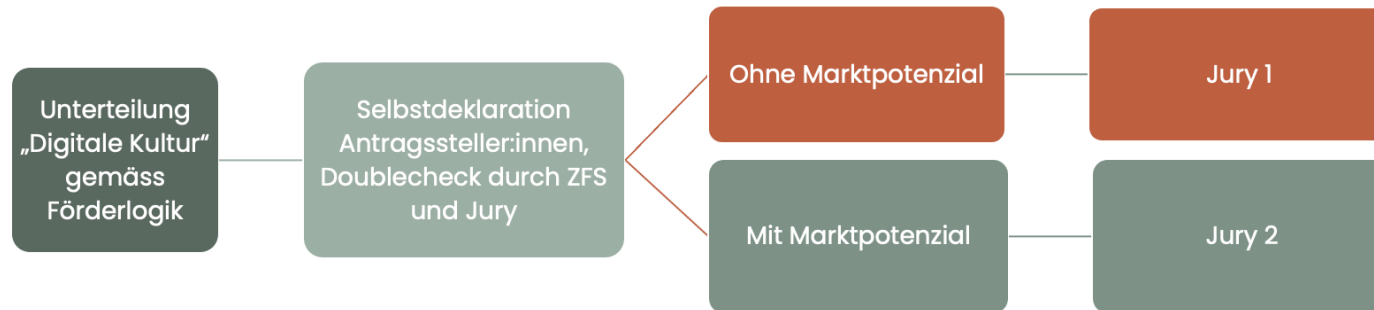 Unterteilung
„Digitale Kultur“
gemäss
Förderlogik
Selbstdeklaration
Antragssteller:innen,
Doublecheck durch ZFS
und Jury
Ohne Marktpotenzial
Jury 1
Mit Marktpotenzial
Jury 2